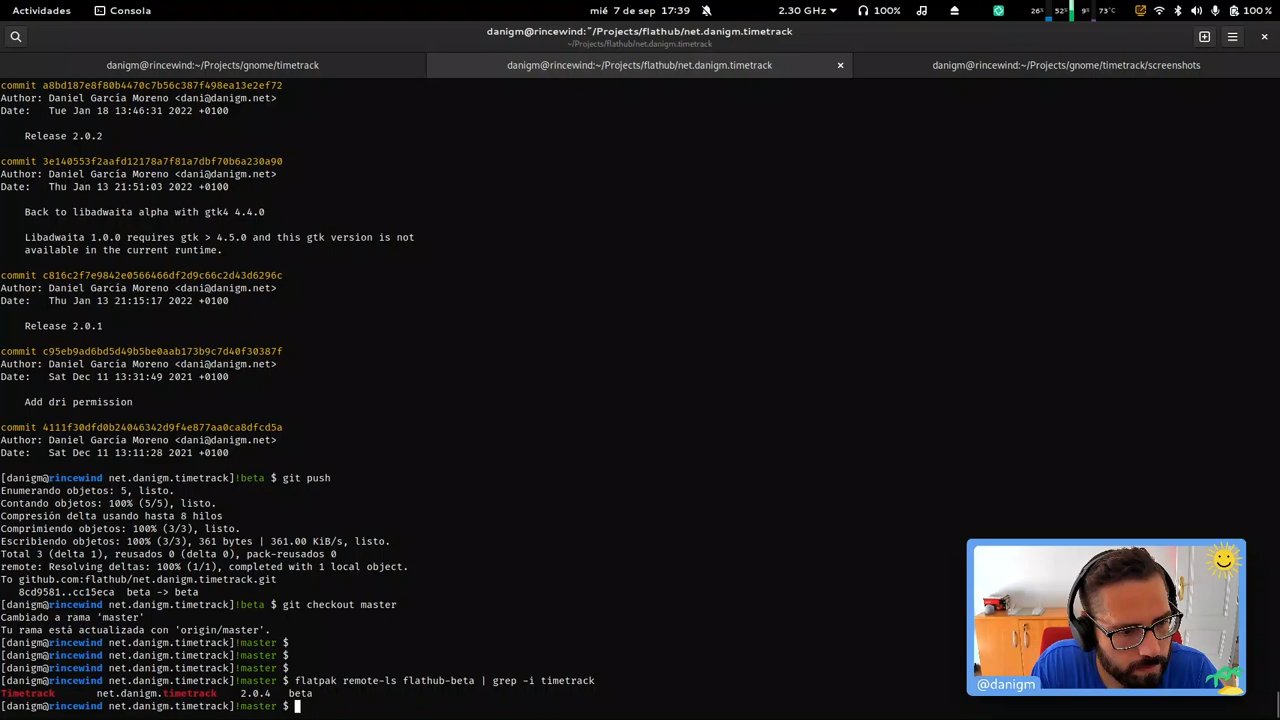 Actividades
Consola
mié 7 de sep 17:39
2.30 GHz
100%
26%
52%
9%
73°C
100 %
danigm@rincewind:~/Projects/flathub/net.danigm.timetrack
~/Projects/flathub/net.danigm.timetrack
danigm@rincewind:~/Projects/gnome/timetrack
danigm@rincewind:~/Projects/flathub/net.danigm.timetrack
danigm@rincewind:~/Projects/gnome/timetrack/screenshots
commit a8bd187e8f80b4470c7b56c387f498ea13e2ef72
Author: Daniel García Moreno <dani@danigm.net>
Date:   Tue Jan 18 13:46:31 2022 +0100
Release 2.0.2
commit 3e140553f2aafd12178a7f81a7dbf70b6a230a90
Author: Daniel García Moreno <dani@danigm.net>
Date:   Thu Jan 13 21:51:03 2022 +0100
Back to libadwaita alpha with gtk4 4.4.0
Libadwaita 1.0.0 requires gtk > 4.5.0 and this gtk version is not
available in the current runtime.
commit c816c2f7e9842e0566466df2d9c66c2d43d6296c
Author: Daniel García Moreno <dani@danigm.net>
Date:   Thu Jan 13 21:15:17 2022 +0100
Release 2.0.1
commit c95eb9ad6bd5d49b5be0aab173b9c7d40f30387f
Author: Daniel García Moreno <dani@danigm.net>
Date:   Sat Dec 11 13:31:49 2021 +0100
Add dri permission
commit 4111f30dfd0b24046342d9f4e877aa0ca8dfcd5a
Author: Daniel García Moreno <dani@danigm.net>
Date:   Sat Dec 11 13:11:28 2021 +0100
[danigm@rincewind net.danigm.timetrack]!beta $ git push
Enumerando objetos: 5, listo.
Contando objetos: 100% (5/5), listo.
Compresión delta usando hasta 8 hilos
Comprimiendo objetos: 100% (3/3), listo.
Escribiendo objetos: 100% (3/3), 361 bytes | 361.00 KiB/s, listo.
Total 3 (delta 1), reusados 0 (delta 0), pack-reusados 0
remote: Resolving deltas: 100% (1/1), completed with 1 local object.
To github.com:flathub/net.danigm.timetrack.git
8cd9581..cc15eca  beta -> beta
[danigm@rincewind net.danigm.timetrack]!beta $ git checkout master
Cambiado a rama 'master'
Tu rama está actualizada con 'origin/master'.
[danigm@rincewind net.danigm.timetrack]!master $
[danigm@rincewind net.danigm.timetrack]!master $
[danigm@rincewind net.danigm.timetrack]!master $
[danigm@rincewind net.danigm.timetrack]!master $ flatpak remote-ls flathub-beta | grep -i timetrack
Timetrack       net.danigm.timetrack    2.0.4   beta
[danigm@rincewind net.danigm.timetrack]!master $
@danigm